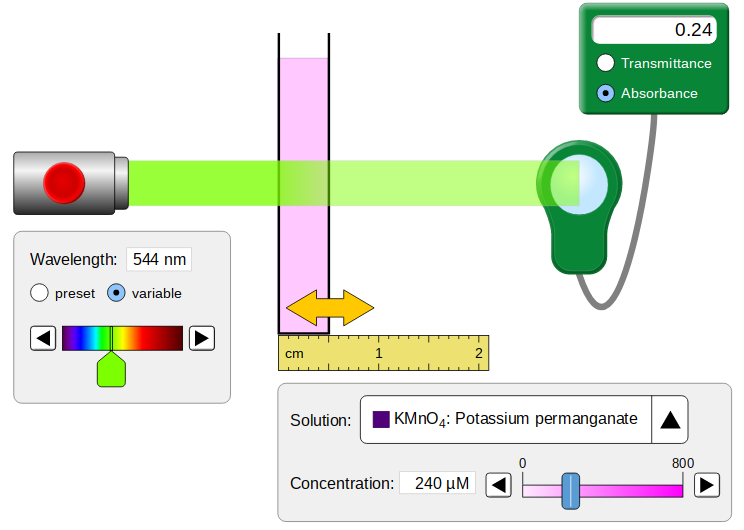 0.24
Transmittance
Absorbance
Wavelength: 544 nm
preset variable
cm 1 2
Solution: KMnO₄: Potassium permanganate
0 800
Concentration: 240 µM